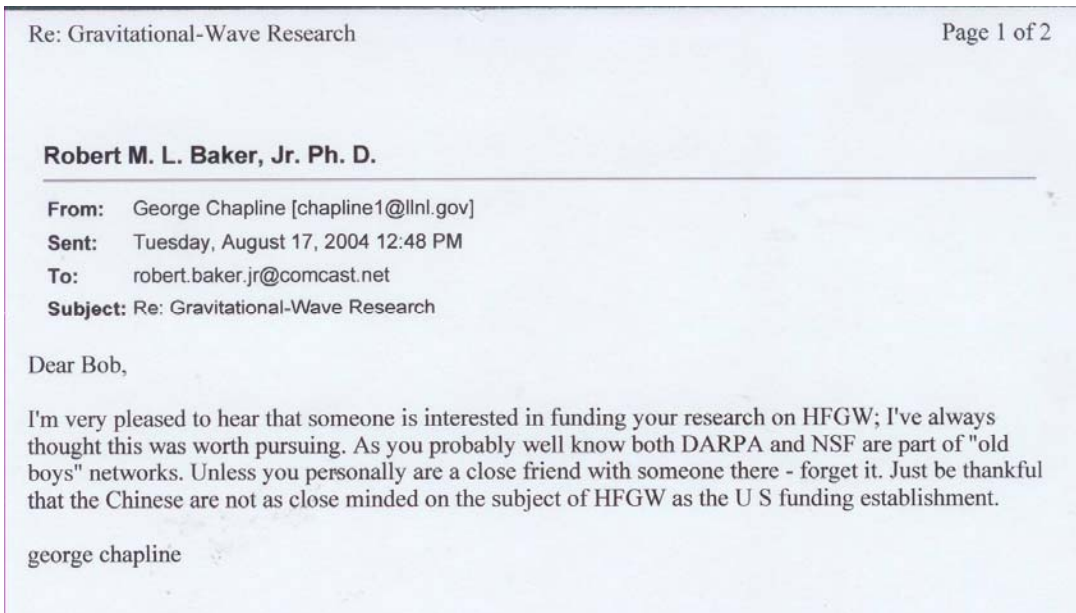 Re: Gravitational-Wave Research Page 1 of 2
Robert M. L. Baker, Jr. Ph. D.
From: George Chapline [chapline1@llnl.gov]
Sent: Tuesday, August 17, 2004 12:48 PM
To: robert.baker.jr@comcast.net
Subject: Re: Gravitational-Wave Research
Dear Bob,
I'm very pleased to hear that someone is interested in funding your research on HFGW; I've always
thought this was worth pursuing. As you probably well know both DARPA and NSF are part of "old
boys" networks. Unless you personally are a close friend with someone there - forget it. Just be thankful
that the Chinese are not as close minded on the subject of HFGW as the U S funding establishment.
george chapline